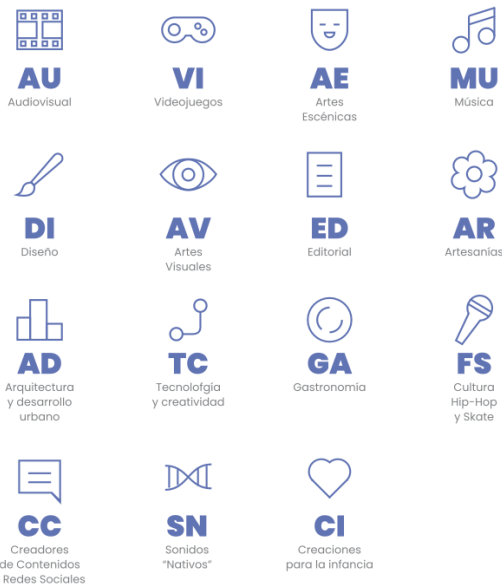 AU
Audiovisual
VI
Videojuegos
AE
Artes
Escénicas
MU
Música
DI
Diseño
AV
Artes
Visuales
ED
Editorial
AR
Artesanías
AD
Arquitectura
y desarrollo
urbano
TC
Tecnolofgía
y creatividad
GA
Gastronomía
FS
Cultura
Hip-Hop
y Skate
CC
Creadores
de Contenidos
Redes Sociales
SN
Sonidos
"Nativos"
CI
Creaciones
para la infancia